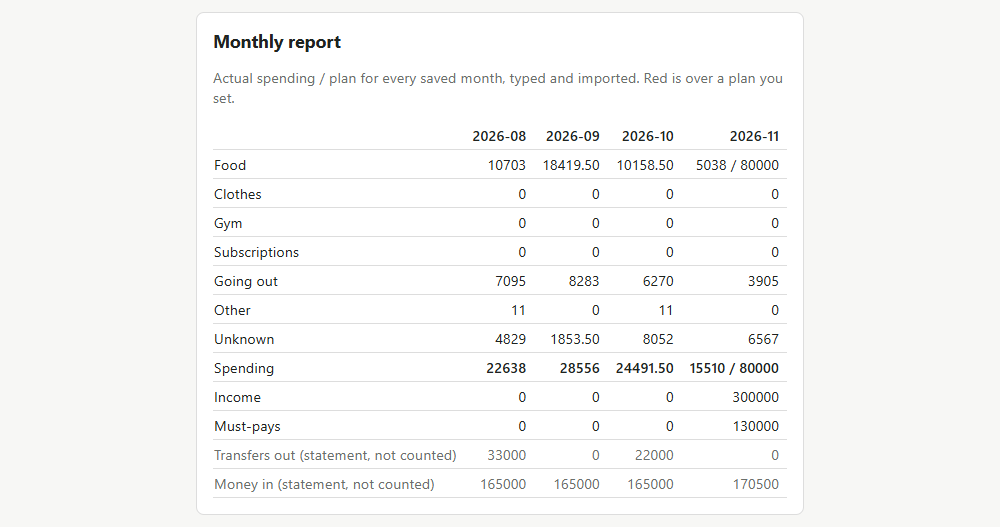 Monthly report
Actual spending / plan for every saved month, typed and imported. Red is over a plan you
set.
2026-08 2026-09 2026-10 2026-11
Food 10703 18419.50 10158.50 5038 / 80000
Clothes 0 0 0 0
Gym 0 0 0 0
Subscriptions 0 0 0 0
Going out 7095 8283 6270 3905
Other 11 0 11 0
Unknown 4829 1853.50 8052 6567
Spending 22638 28556 24491.50 15510 / 80000
Income 0 0 0 300000
Must-pays 0 0 0 130000
Transfers out (statement, not counted) 33000 0 22000 0
Money in (statement, not counted) 165000 165000 165000 170500